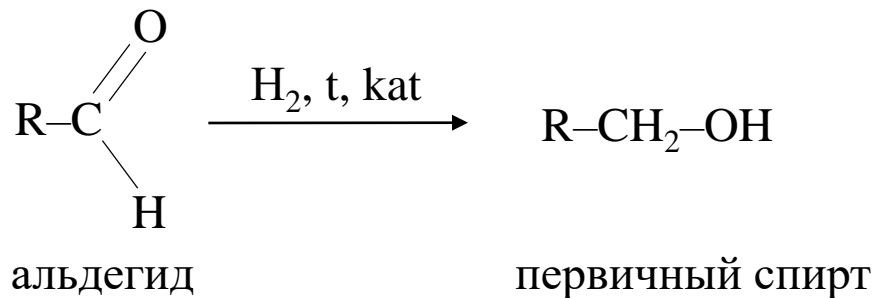 O
H₂, t, kat
R–C
R–CH₂–OH
H
альдегид
первичный спирт